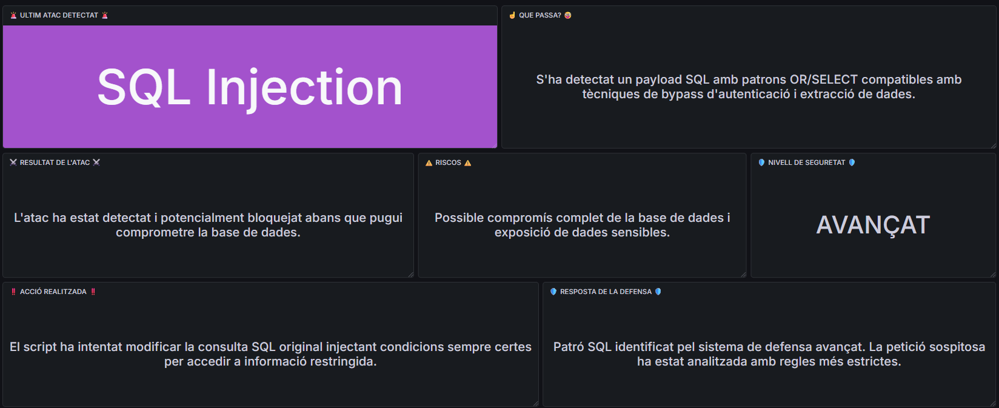 🚨 ULTIM ATAC DETECTAT 🚨
SQL Injection
☝ QUE PASSA? 🤡
S'ha detectat un payload SQL amb patrons OR/SELECT compatibles amb
tècniques de bypass d'autenticació i extracció de dades.
⚔ RESULTAT DE L'ATAC ⚔
L'atac ha estat detectat i potencialment bloquejat abans que pugui
comprometre la base de dades.
⚠ RISCOS ⚠
Possible compromís complet de la base de dades i
exposició de dades sensibles.
🛡 NIVELL DE SEGURETAT 🛡
AVANÇAT
‼ ACCIÓ REALITZADA ‼
El script ha intentat modificar la consulta SQL original injectant condicions sempre certes
per accedir a informació restringida.
🛡 RESPOSTA DE LA DEFENSA 🛡
Patró SQL identificat pel sistema de defensa avançat. La petició sospitosa
ha estat analitzada amb regles més estrictes.